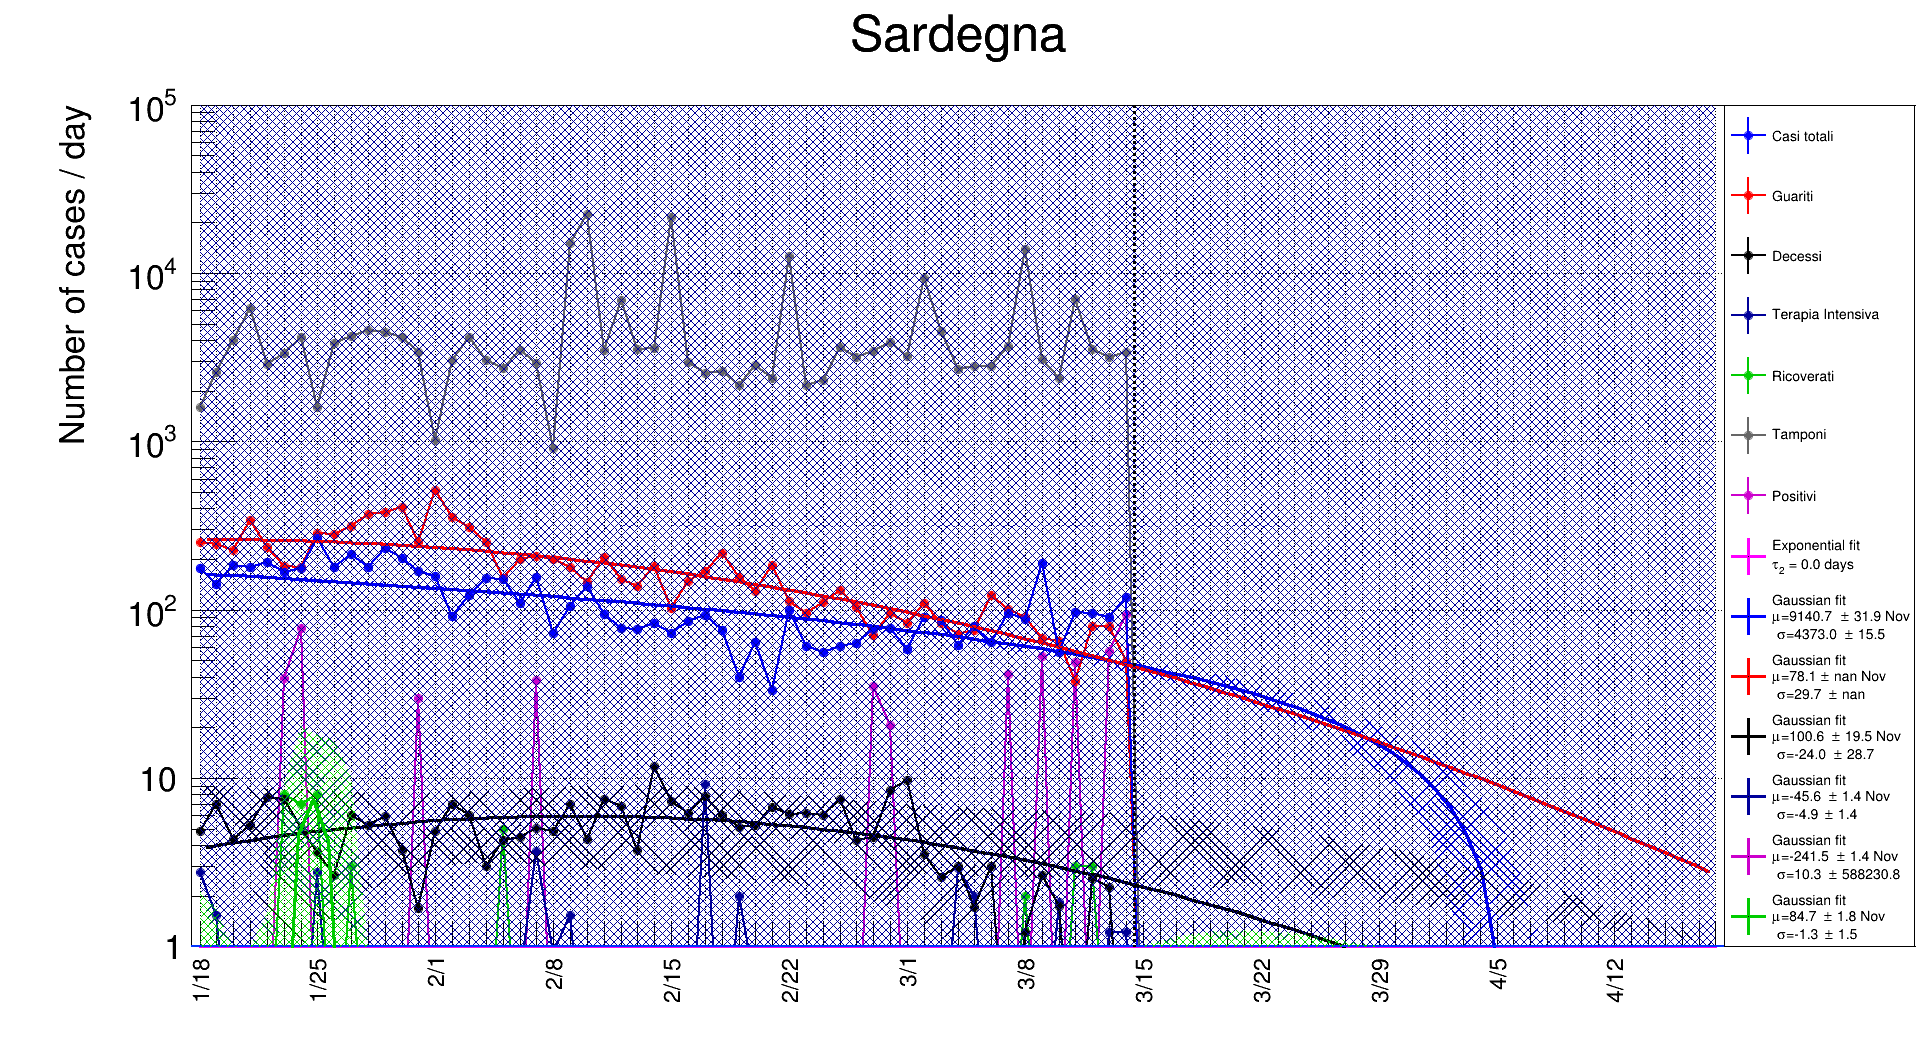 Sardegna
Number of cases / day
10^5
10^4
10^3
10^2
10
1
1/18
1/25
2/1
2/8
2/15
2/22
3/1
3/8
3/15
3/22
3/29
4/5
4/12
Casi totali
Guariti
Decessi
Terapia Intensiva
Ricoverati
Tamponi
Positivi
Exponential fit
τ₂ = 0.0 days
Gaussian fit
μ=9140.7 ± 31.9 Nov
σ=4373.0 ± 15.5
Gaussian fit
μ=78.1 ± nan Nov
σ=29.7 ± nan
Gaussian fit
μ=100.6 ± 19.5 Nov
σ=-24.0 ± 28.7
Gaussian fit
μ=-45.6 ± 1.4 Nov
σ=-4.9 ± 1.4
Gaussian fit
μ=-241.5 ± 1.4 Nov
σ=10.3 ± 588230.8
Gaussian fit
μ=84.7 ± 1.8 Nov
σ=-1.3 ± 1.5